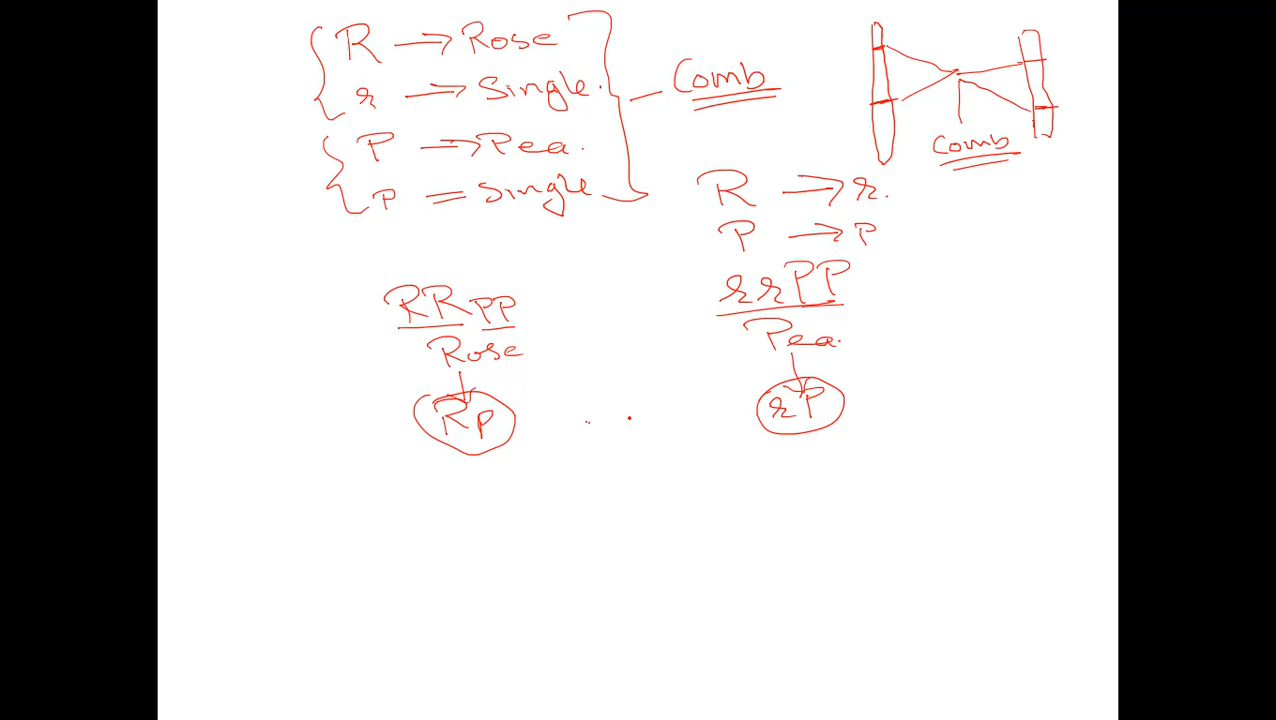 R → Rose
r → Single.
P → Pea.
p = Single
Comb
Comb
R → r.
P → p
RRpp
Rose
Rp
rrPP
Pea.
rP